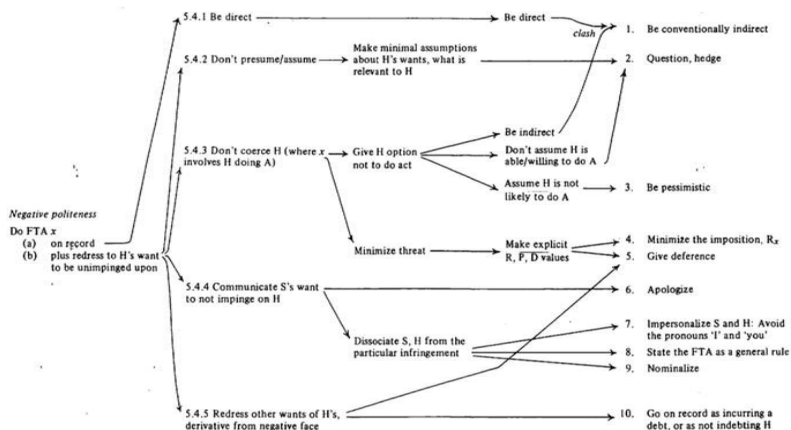 5.4.1 Be direct
Be direct
clash
1. Be conventionally indirect
5.4.2 Don't presume/assume
Make minimal assumptions
about H's wants, what is
relevant to H
2. Question, hedge
Be indirect
5.4.3 Don't coerce H (where x
involves H doing A)
Give H option
not to do act
Don't assume H is
able/willing to do A
Assume H is not
likely to do A
3. Be pessimistic
Negative politeness
Do FTA x
(a) on record
(b) plus redress to H's want
to be unimpinged upon
Minimize threat
Make explicit
R, P, D values
4. Minimize the imposition, Rx
5. Give deference
5.4.4 Communicate S's want
to not impinge on H
6. Apologize
Dissociate S, H from the
particular infringement
7. Impersonalize S and H: Avoid
the pronouns 'I' and 'you'
8. State the FTA as a general rule
9. Nominalize
5.4.5 Redress other wants of H's,
derivative from negative face
10. Go on record as incurring a
debt, or as not indebting H